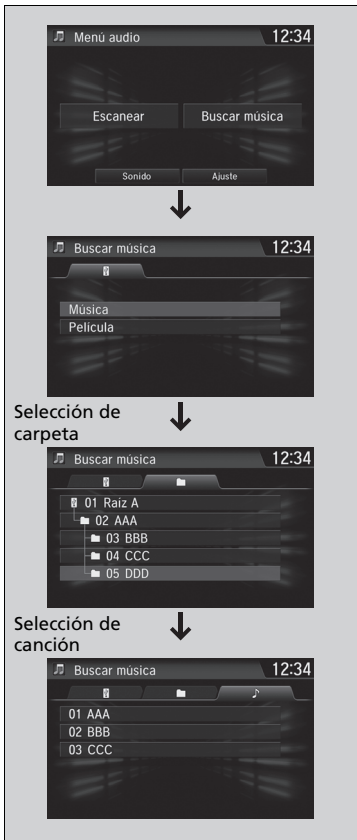 Menú audio 12:34
Escanear Buscar música
Sonido Ajuste
Buscar música 12:34
Música
Película
Selección de
carpeta
Buscar música 12:34
01 Raíz A
02 AAA
03 BBB
04 CCC
05 DDD
Selección de
canción
Buscar música 12:34
01 AAA
02 BBB
03 CCC